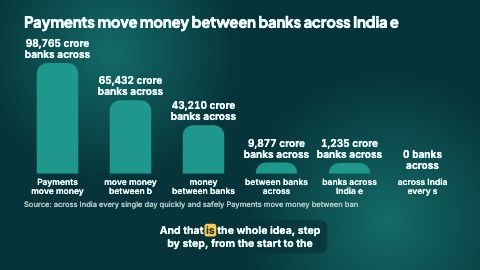 Payments move money between banks across India e
98,765 crore
banks across
65,432 crore
banks across
43,210 crore
banks across
9,877 crore
banks across
1,235 crore
banks across
0 banks
across
Payments
move money
move money
between b
money
between banks
between banks
across
banks across
India e
across India
every s
Source: across India every single day quickly and safely Payments move money between ban
And that is the whole idea, step
by step, from the start to the